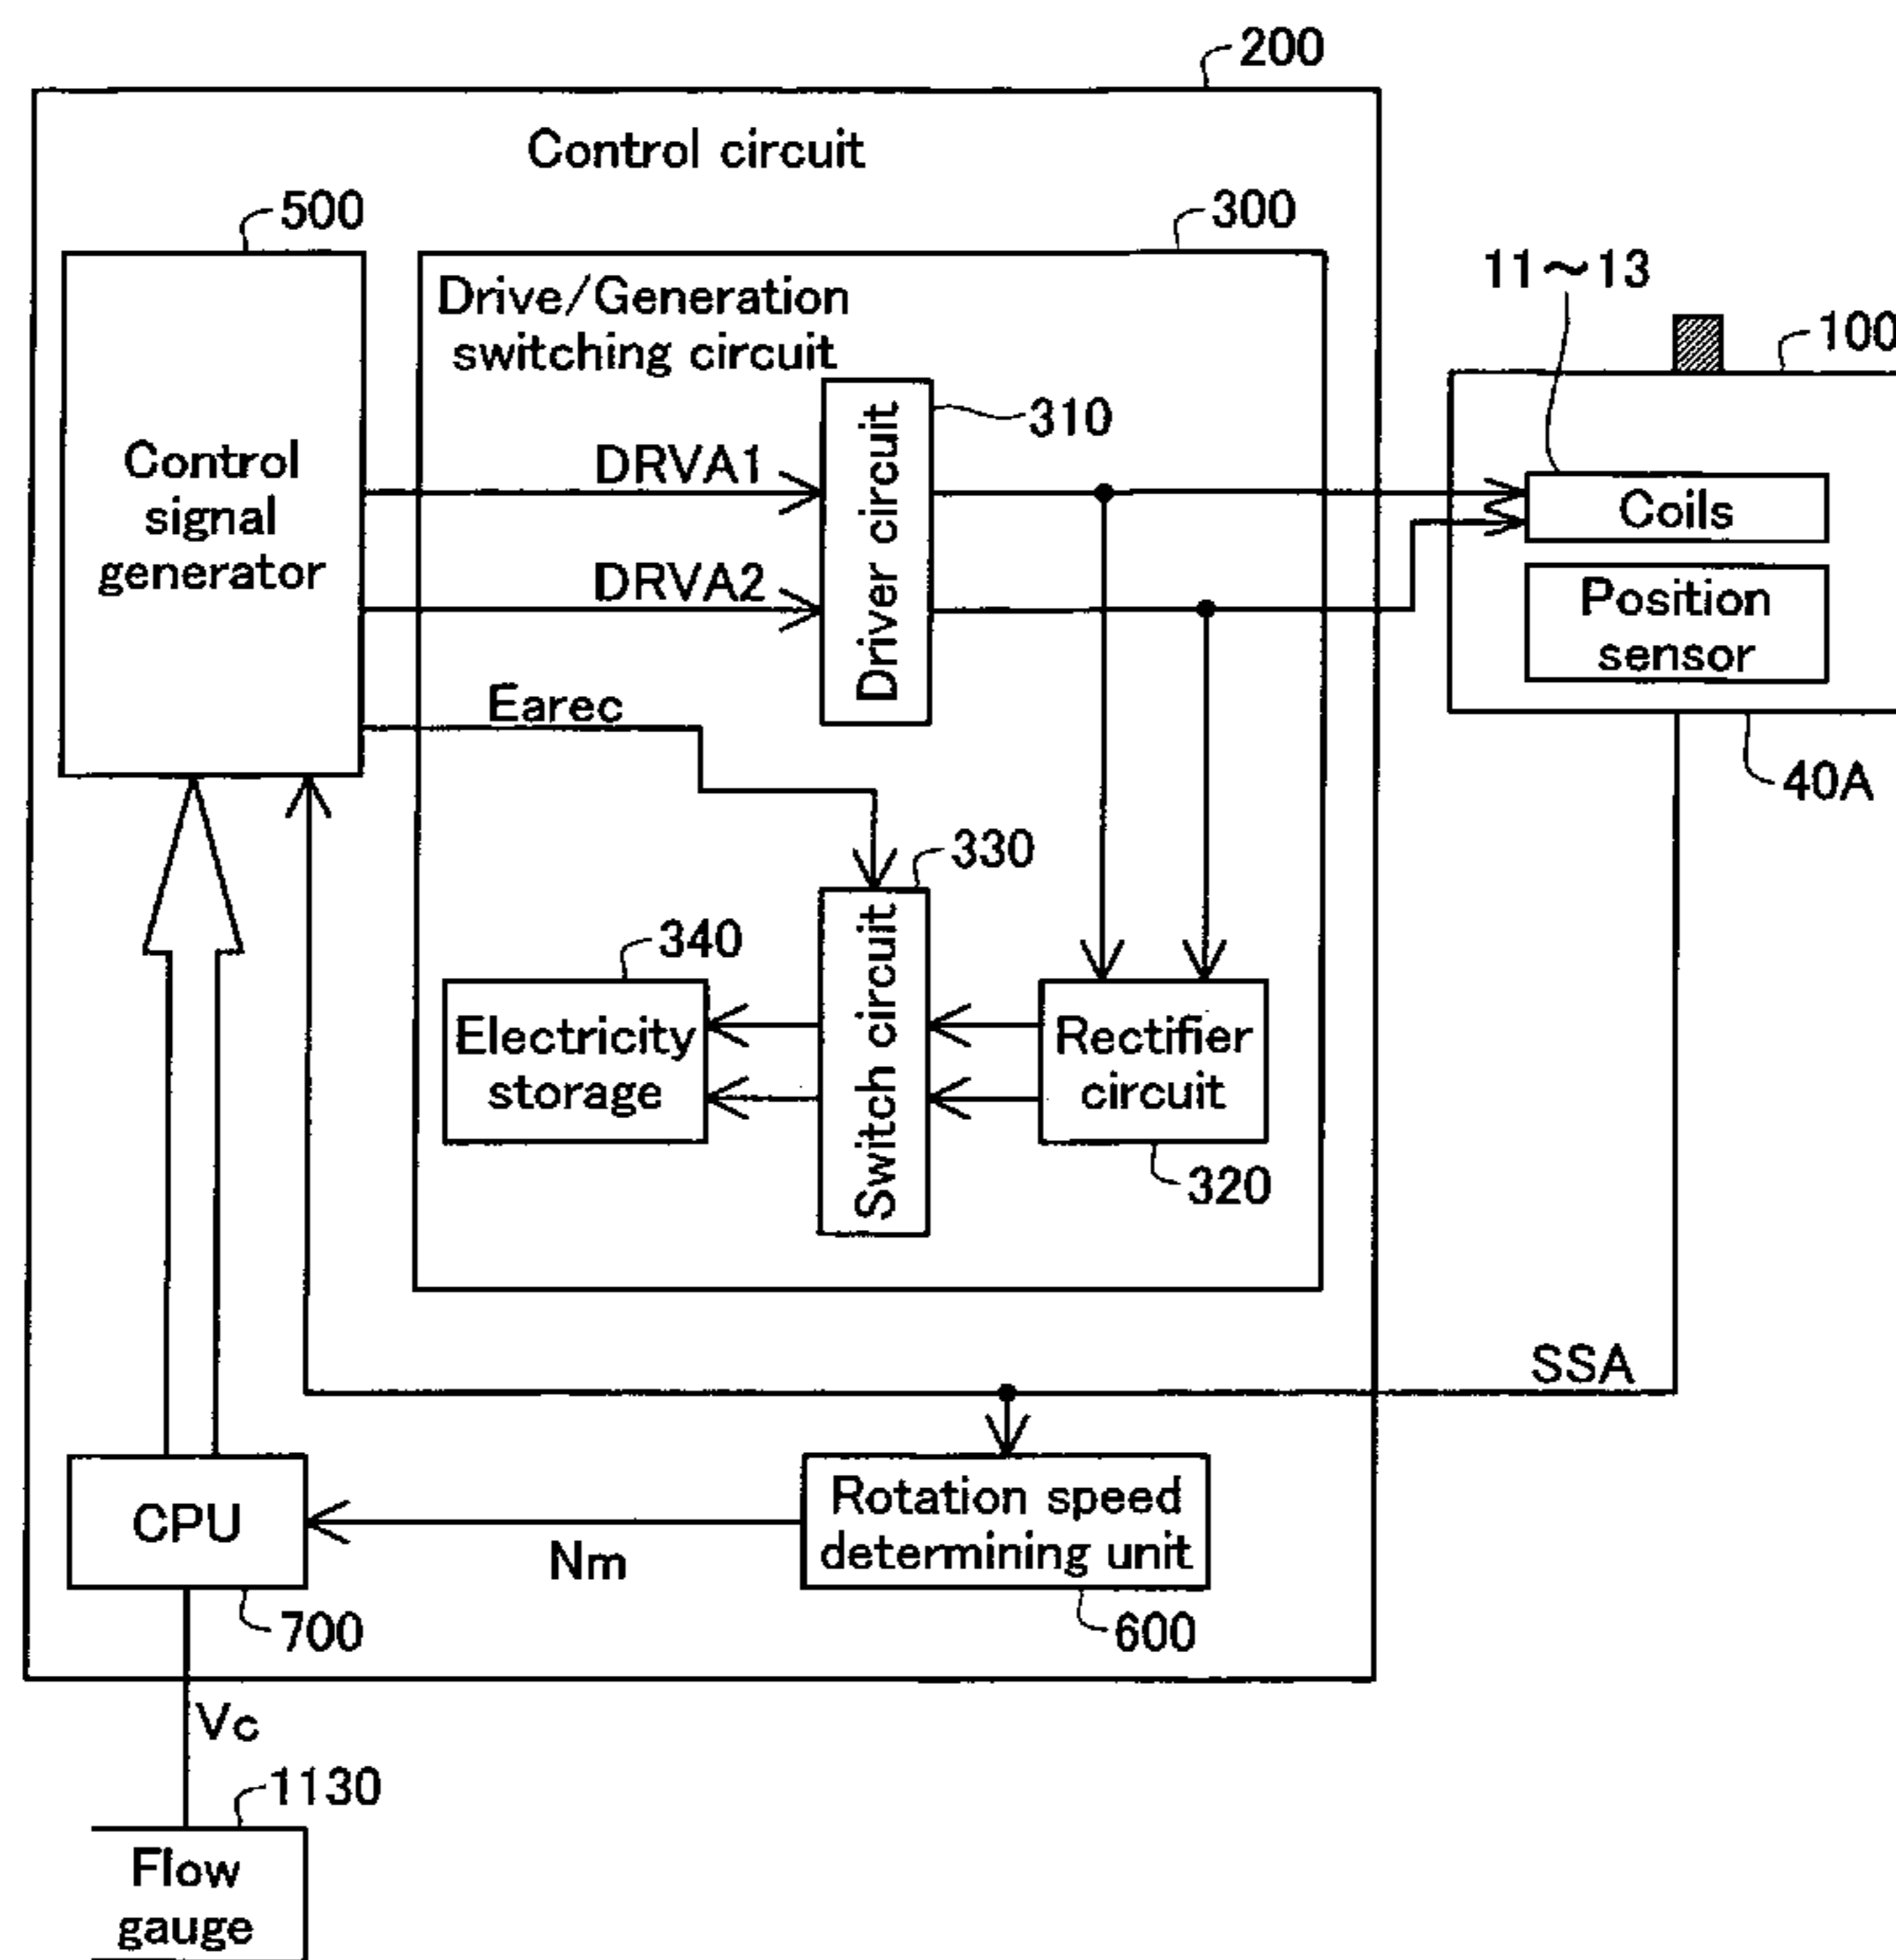 200
Control circuit
500
300
Drive/Generation
switching circuit
11～13
100
310
Control
signal
generator
DRVA1
DRVA2
Driver circuit
Coils
Position
sensor
Earec
40A
330
340
Switch circuit
Electricity
storage
Rectifier
circuit
320
SSA
CPU
Rotation speed
determining unit
Nm
700
600
Vc
1130
Flow
gauge